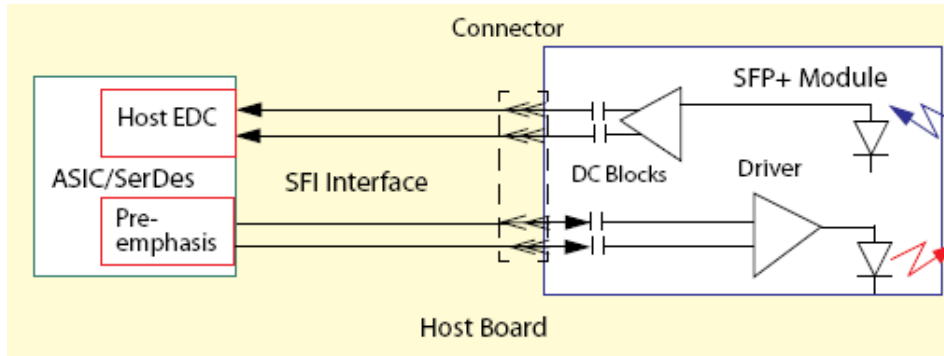 Connector
SFP+ Module
Host EDC
ASIC/SerDes
SFI Interface
DC Blocks
Driver
Pre-
emphasis
Host Board